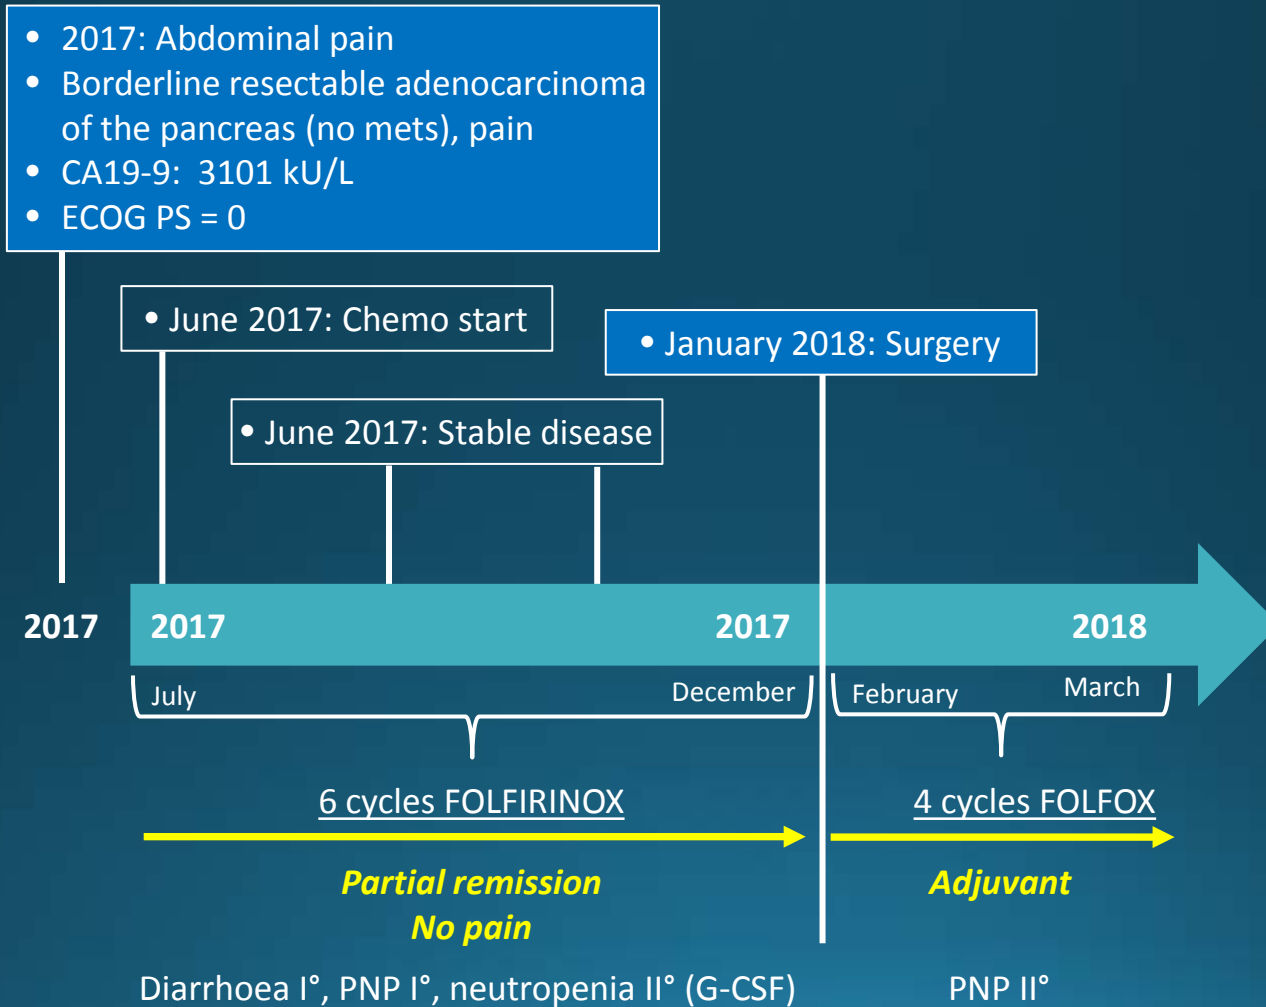 • 2017: Abdominal pain
• Borderline resectable adenocarcinoma
of the pancreas (no mets), pain
• CA19-9: 3101 kU/L
• ECOG PS = 0
• June 2017: Chemo start
• January 2018: Surgery
• June 2017: Stable disease
2017 2017 2017 2018
July December February March
6 cycles FOLFIRINOX 4 cycles FOLFOX
Partial remission Adjuvant
No pain
Diarrhoea I°, PNP I°, neutropenia II° (G-CSF) PNP II°